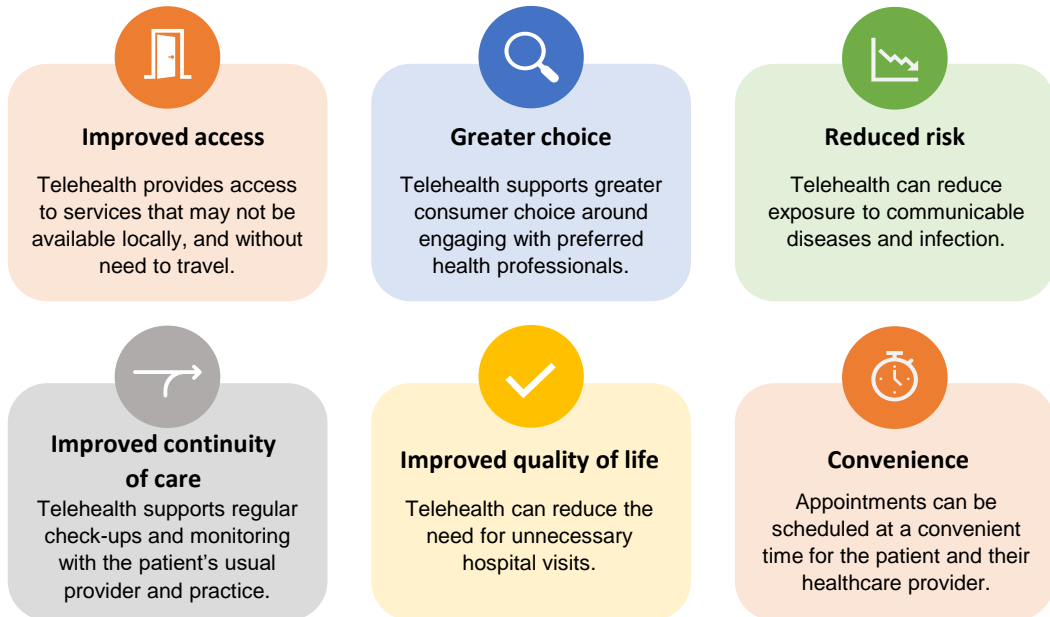 Improved access
Telehealth provides access
to services that may not be
available locally, and without
need to travel.
Greater choice
Telehealth supports greater
consumer choice around
engaging with preferred
health professionals.
Reduced risk
Telehealth can reduce
exposure to communicable
diseases and infection.
Improved continuity
of care
Telehealth supports regular
check-ups and monitoring
with the patient’s usual
provider and practice.
Improved quality of life
Telehealth can reduce the
need for unnecessary
hospital visits.
Convenience
Appointments can be
scheduled at a convenient
time for the patient and their
healthcare provider.